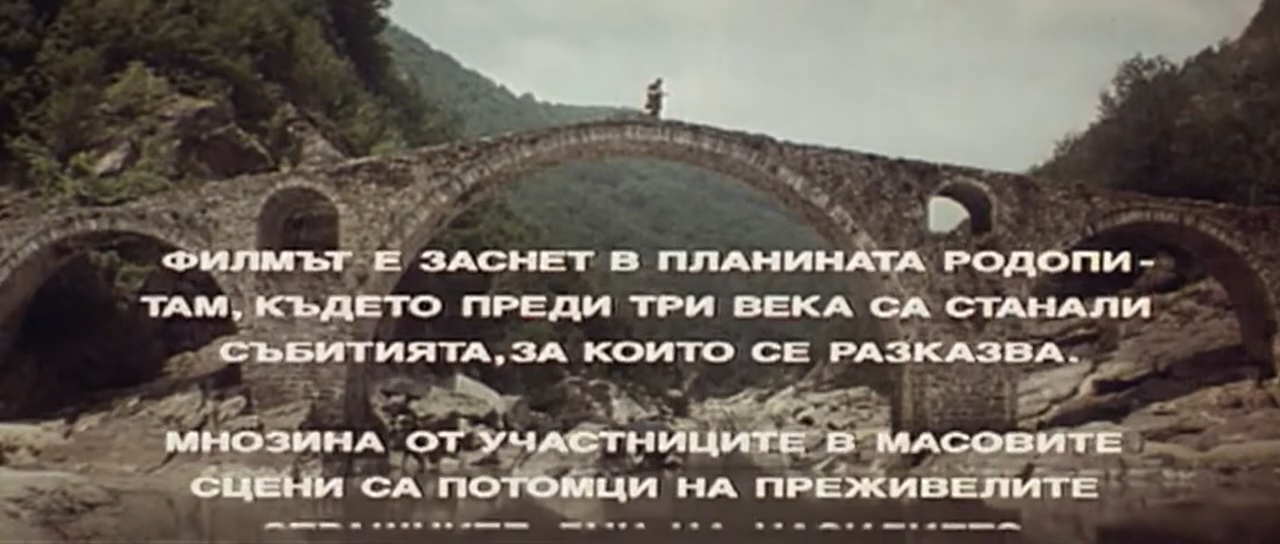 ФИЛМЪТ Е ЗАСНЕТ В ПЛАНИНАТА РОДОПИ -
ТАМ, КЪДЕТО ПРЕДИ ТРИ ВЕКА СА СТАНАЛИ
СЪБИТИЯТА, ЗА КОИТО СЕ РАЗКАЗВА.
МНОЗИНА ОТ УЧАСТНИЦИТЕ В МАСОВИТЕ
СЦЕНИ СА ПОТОМЦИ НА ПРЕЖИВЕЛИТЕ